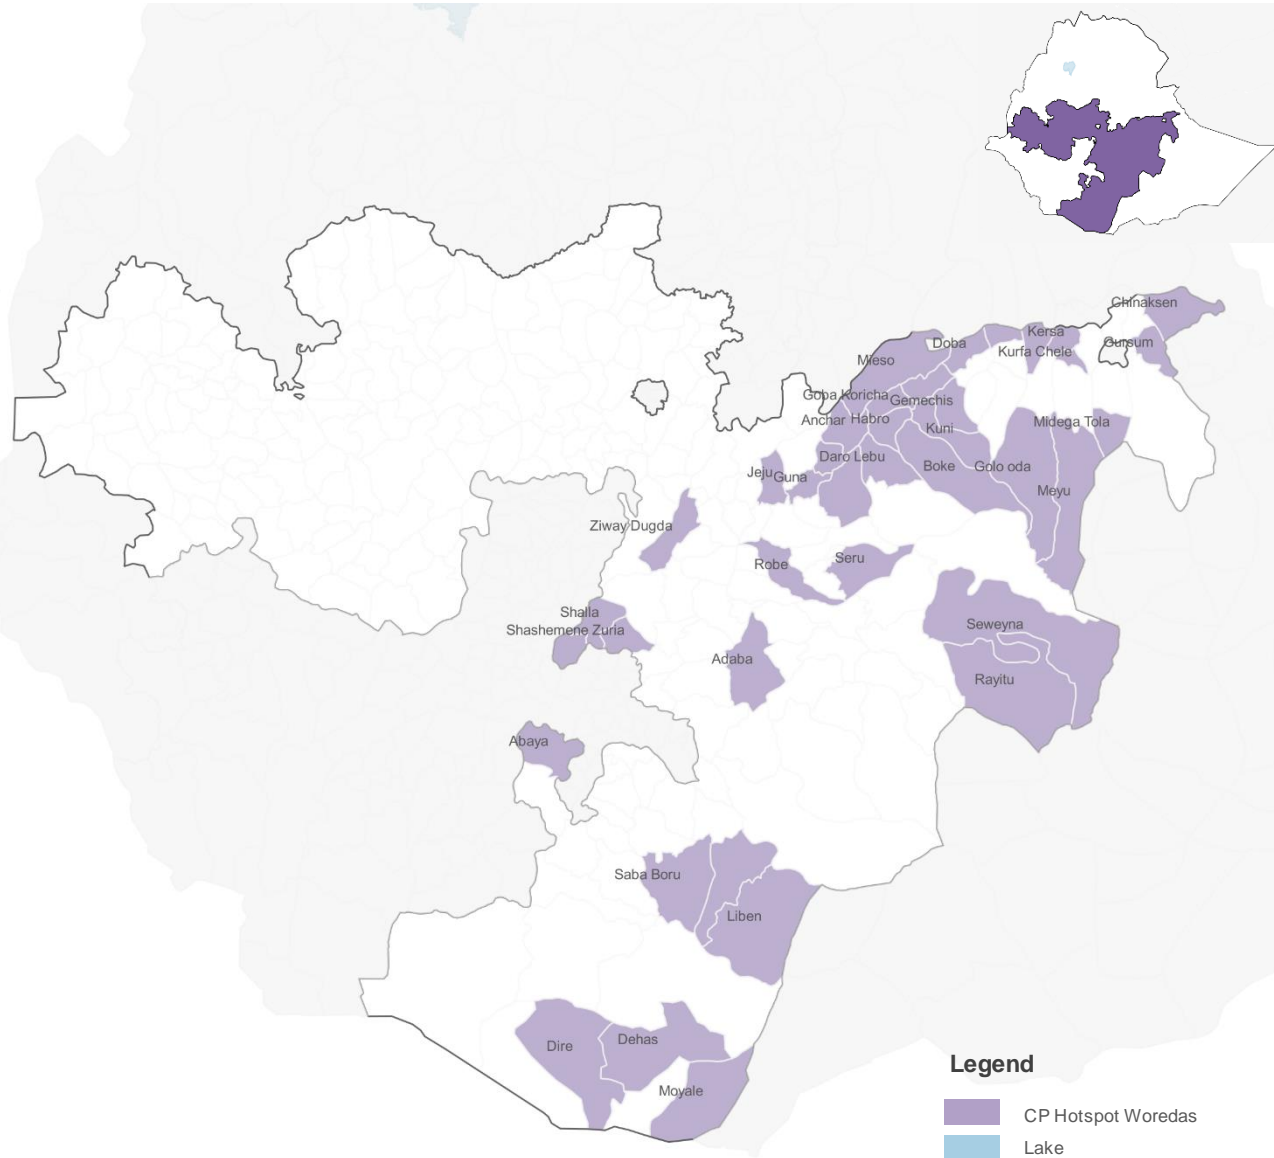 Chinaksen
Kersa
Doba
Gursum
Kurfa Chele
Mieso
Goba Koricha
Gemechis
Anchar
Habro
Midega Tola
Kuni
Daro Lebu
Boke
Golo oda
Jeju
Guna
Meyu
Ziway Dugda
Robe
Seru
Shalla
Shashemene Zuria
Seweyna
Adaba
Rayitu
Abaya
Saba Boru
Liben
Dire
Dehas
Moyale
Legend
CP Hotspot Woredas
Lake